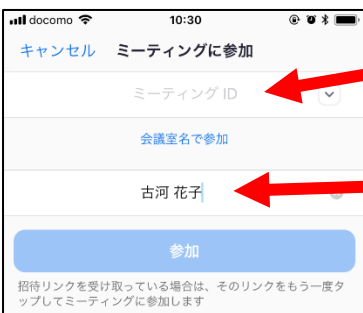 docomo 10:30
キャンセル ミーティングに参加
ミーティング ID
会議室名で参加
古河 花子
参加
招待リンクを受け取っている場合は、そのリンクをもう一度タ
ップしてミーティングに参加します